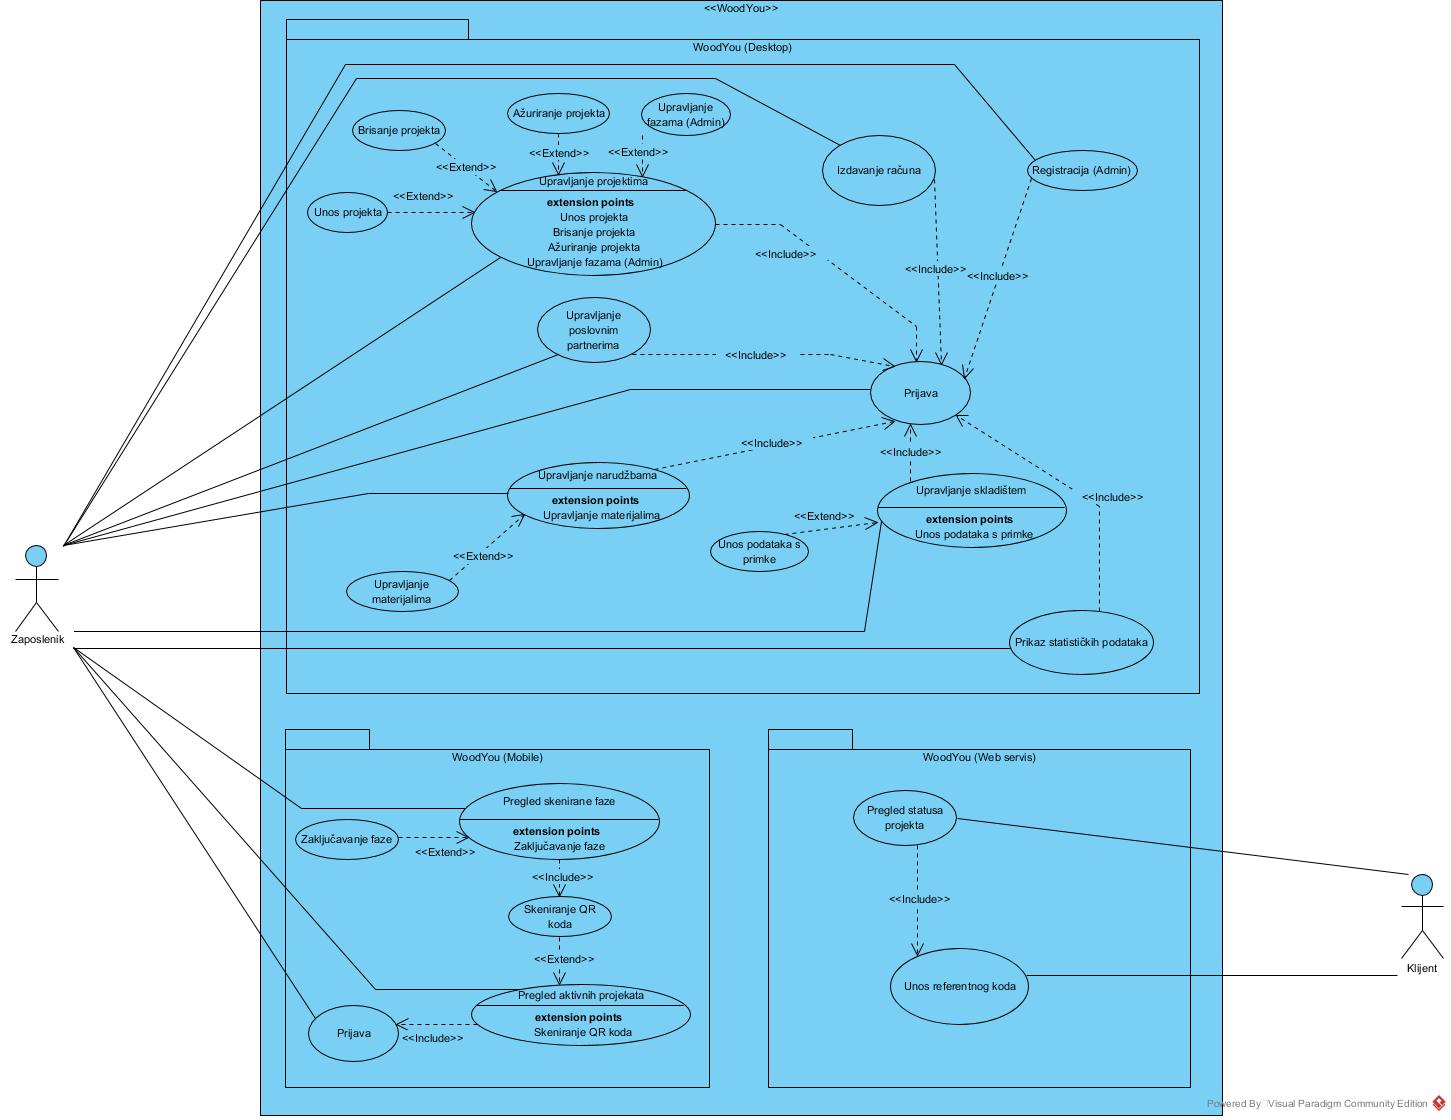 <<WoodYou>>
WoodYou (Desktop)
Brisanje projekta
Ažuriranje projekta
Upravljanje
fazama (Admin)
<<Extend>>
<<Extend>>
<<Extend>>
Izdavanje računa
Registracija (Admin)
Unos projekta
<<Extend>>
Upravljanje projektima
extension points
Unos projekta
Brisanje projekta
Ažuriranje projekta
Upravljanje fazama (Admin)
<<Include>>
<<Include>>
<<Include>>
Upravljanje
poslovnim
partnerima
<<Include>>
Prijava
<<Include>>
<<Include>>
Upravljanje narudžbama
extension points
Upravljanje materijalima
Upravljanje skladištem
extension points
Unos podataka s primke
<<Include>>
<<Extend>>
Unos podataka s
primke
<<Extend>>
Upravljanje
materijalima
Zaposlenik
Prikaz statističkih podataka
WoodYou (Mobile)
Pregled skenirane faze
extension points
Zaključavanje faze
Zaključavanje faze
<<Extend>>
<<Include>>
Skeniranje QR
koda
<<Extend>>
Pregled aktivnih projekata
extension points
Skeniranje QR koda
Prijava
<<Include>>
WoodYou (Web servis)
Pregled statusa
projekta
<<Include>>
Unos referentnog koda
Klijent
Powered By Visual Paradigm Community Edition